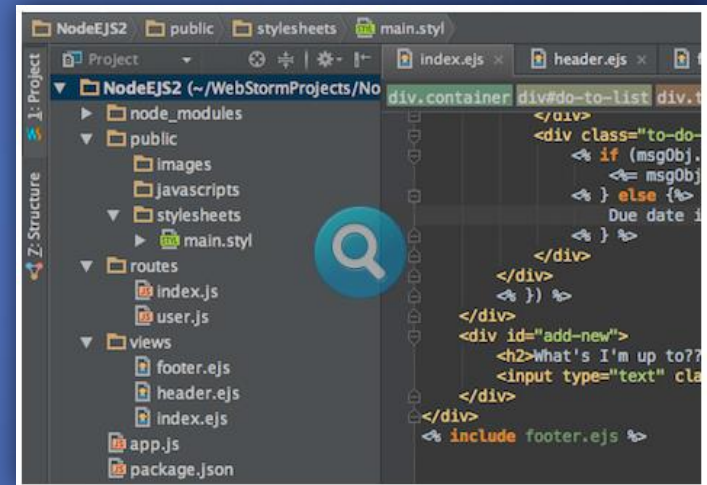 NodeEJS2 public stylesheets main.styl
1: Project
Z: Structure
Project
NodeEJS2 (~/WebStormProjects/No
node_modules
public
images
javascripts
stylesheets
main.styl
routes
index.js
user.js
views
footer.ejs
header.ejs
index.ejs
app.js
package.json
index.ejs × header.ejs ×
div.container div#do-to-list div.t
</div>
<div class="to-do-
<% if (msgObj.
<%= msgObj
<% } else {%>
Due date i
<% } %>
</div>
</div>
<% }) %>
</div>
<div id="add-new">
<h2>What's I'm up to??
<input type="text" cla
</div>
</div>
<% include footer.ejs %>